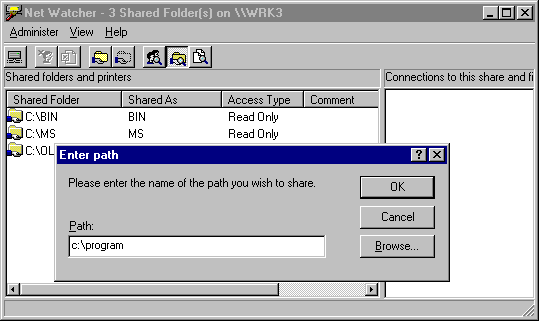 Net Watcher - 3 Shared Folder(s) on \\WRK3
Administer View Help
Shared folders and printers
Connections to this share and fi
Shared Folder Shared As Access Type Comment
C:\BIN BIN Read Only
C:\MS MS Read Only
C:\OL
Enter path
Please enter the name of the path you wish to share.
OK
Cancel
Path:
Browse...
c:\program